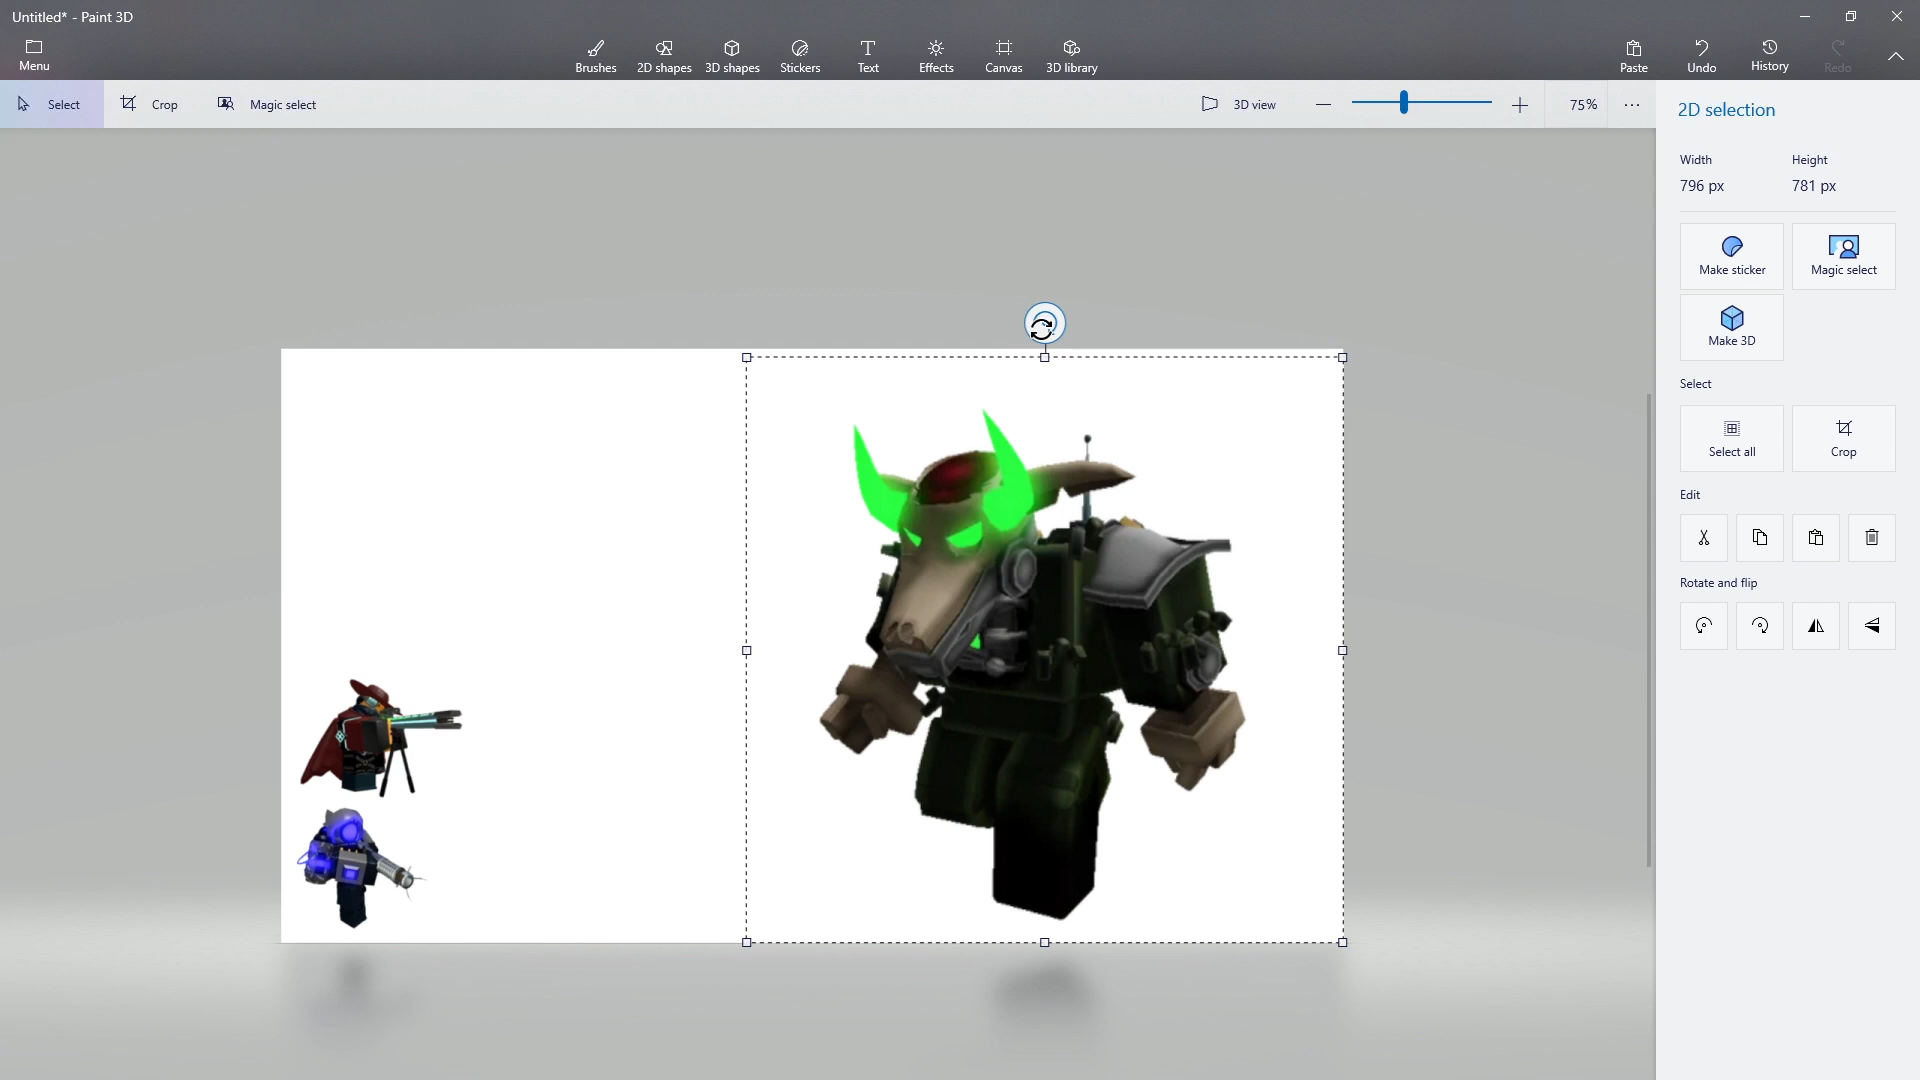 Untitled* - Paint 3D
Menu
Brushes
2D shapes
3D shapes
Stickers
Text
Effects
Canvas
3D library
Paste
Undo
History
Redo
Select
Crop
Magic select
3D view
75%
2D selection
Width
Height
796 px
781 px
Make sticker
Magic select
Make 3D
Select
Select all
Crop
Edit
Rotate and flip